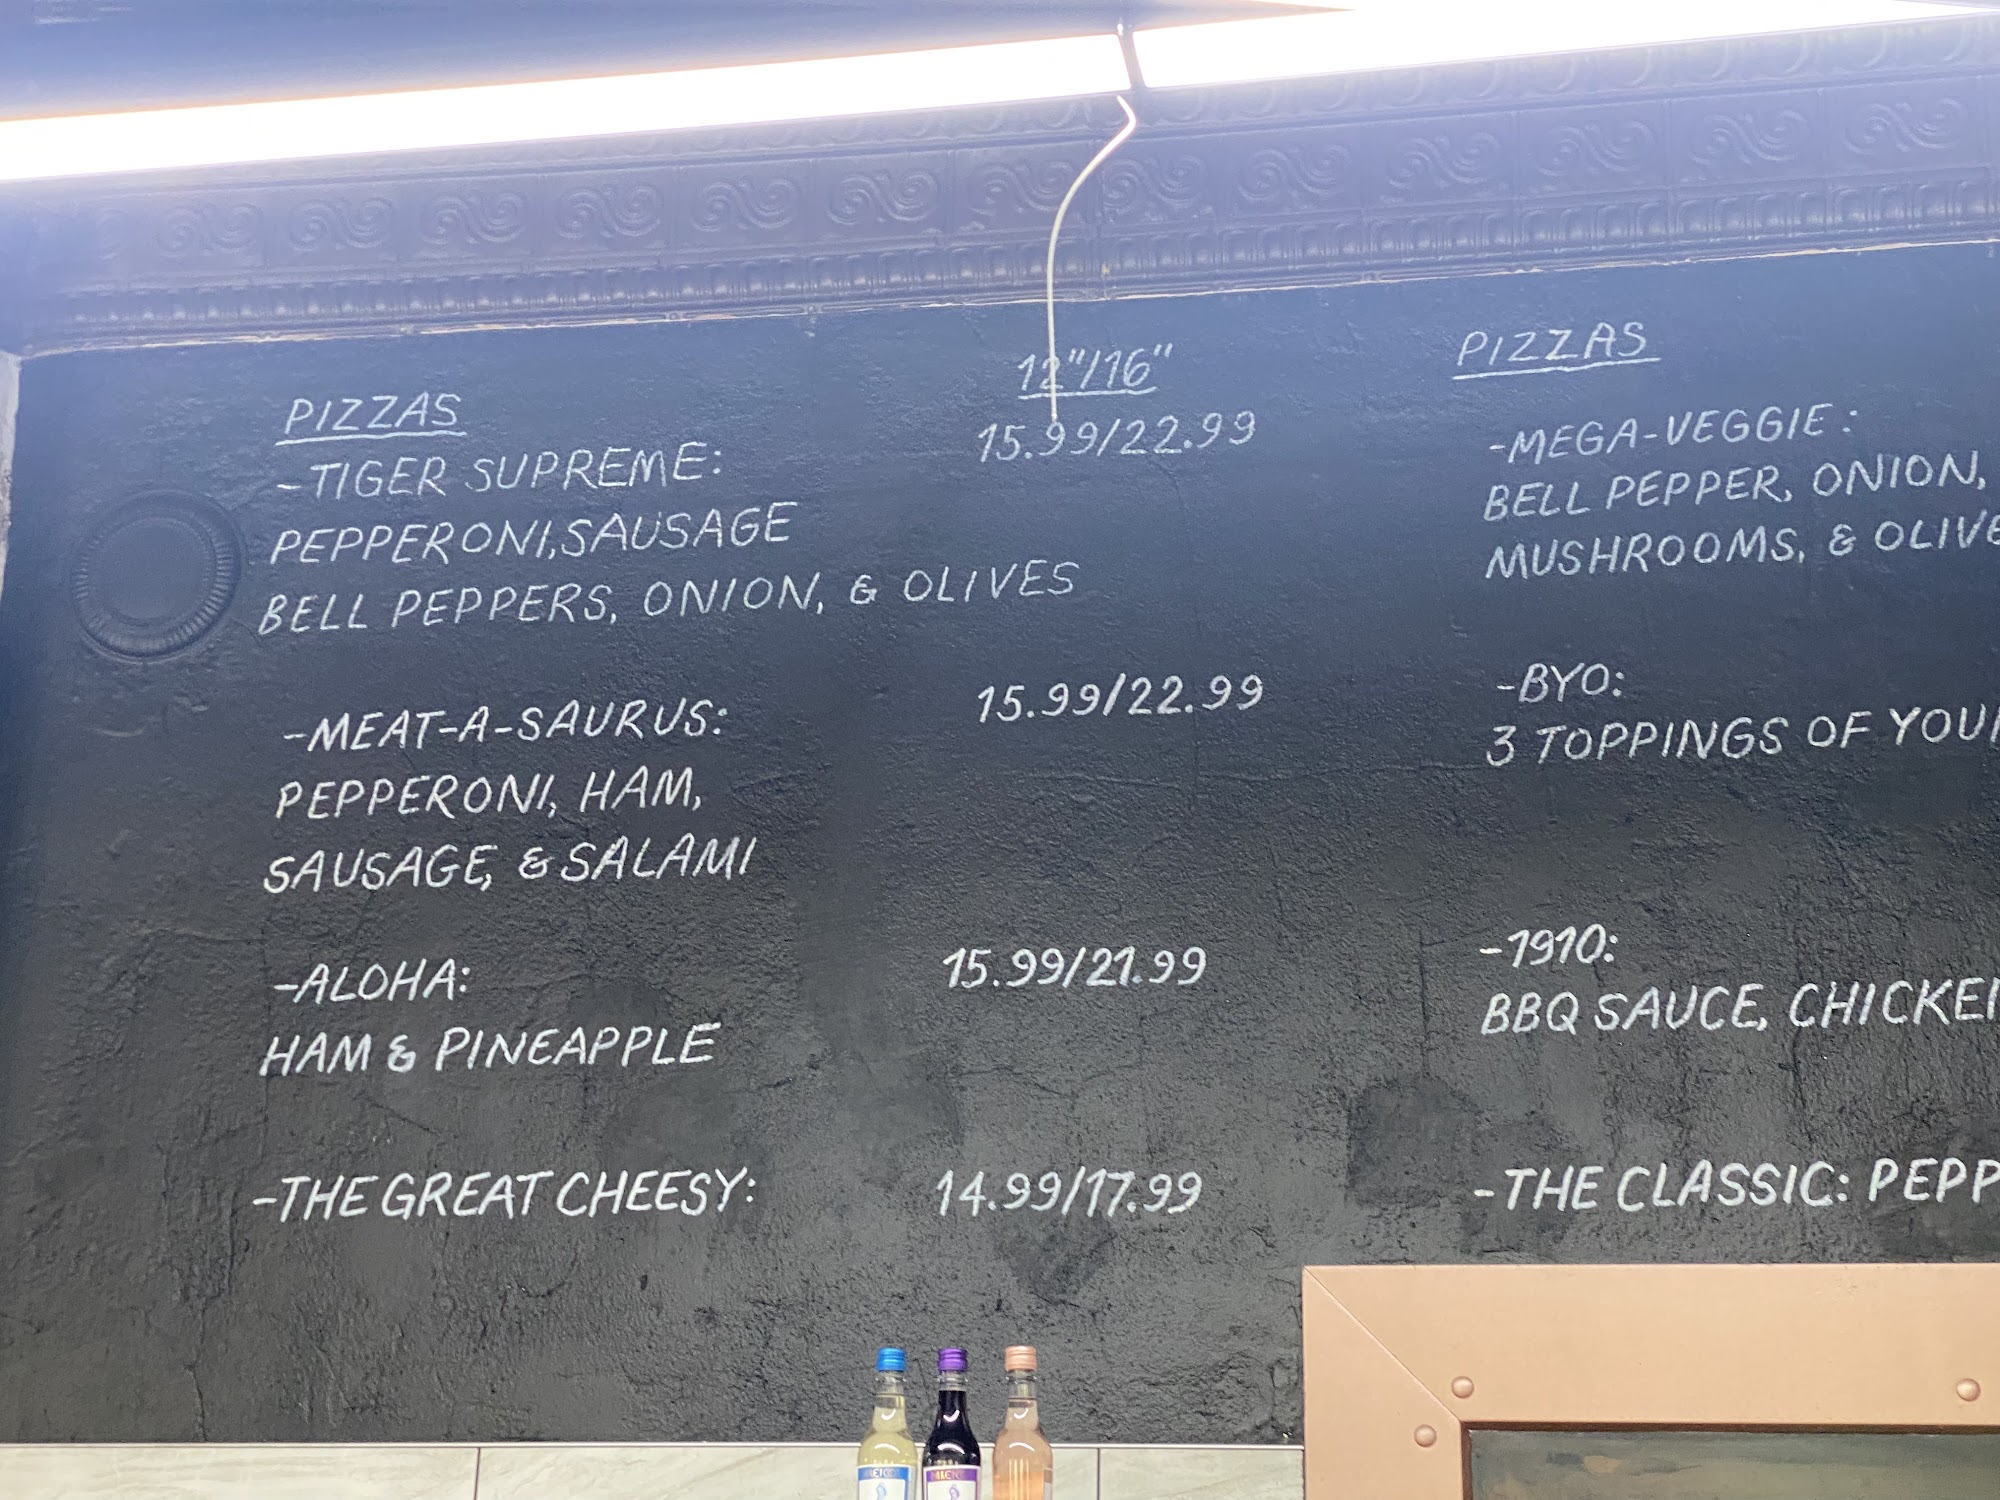 PIZZAS
12"/16"
-TIGER SUPREME: 15.99/22.99
PEPPERONI, SAUSAGE
BELL PEPPERS, ONION, & OLIVES
-MEAT-A-SAURUS: 15.99/22.99
PEPPERONI, HAM,
SAUSAGE, & SALAMI
-ALOHA: 15.99/21.99
HAM & PINEAPPLE
-THE GREAT CHEESY: 14.99/17.99
PIZZAS
-MEGA-VEGGIE:
BELL PEPPER, ONION,
MUSHROOMS, &
-BYO:
3 TOPPINGS OF
-1910:
BBQ SAUCE,
-THE CLASSIC: